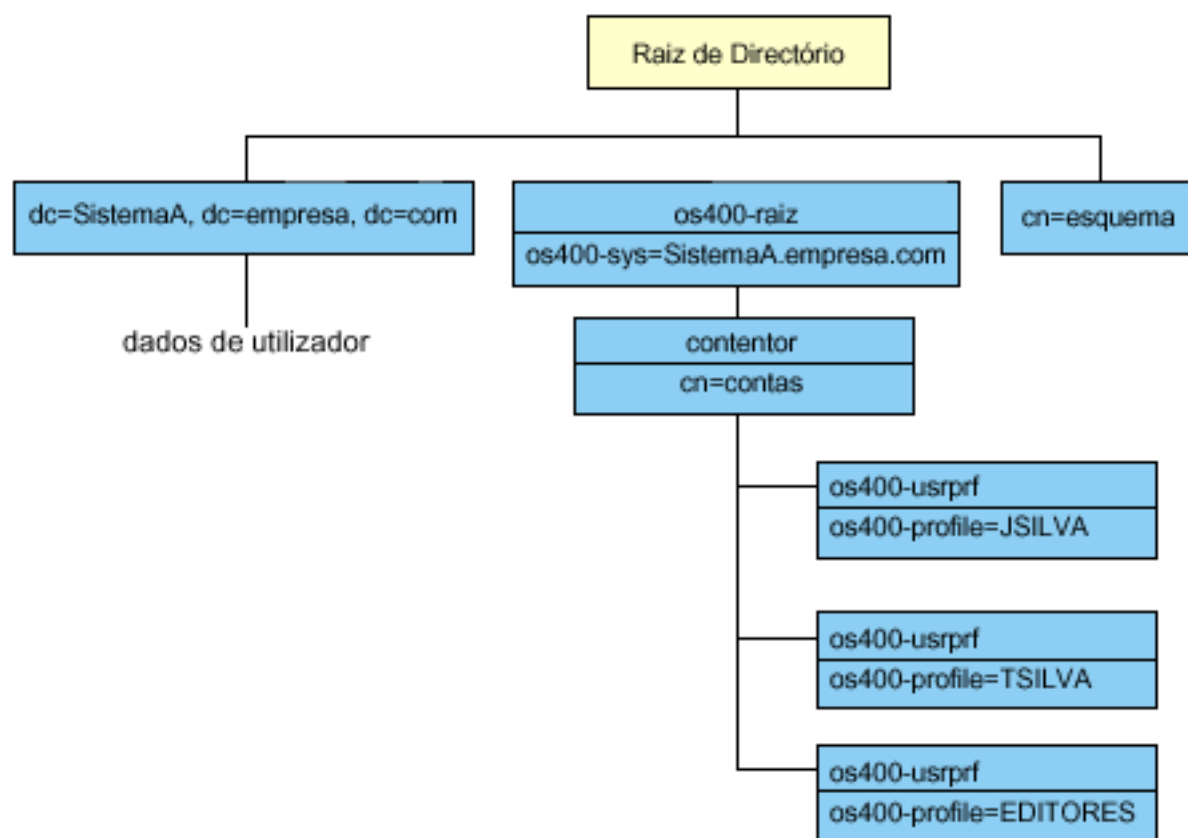 Raiz de Directório
dc=SistemaA, dc=empresa, dc=com
os400-raiz
os400-sys=SistemaA.empresa.com
cn=esquema
dados de utilizador
contentor
cn=contas
os400-usrprf
os400-profile=JSILVA
os400-usrprf
os400-profile=TSILVA
os400-usrprf
os400-profile=EDITORES